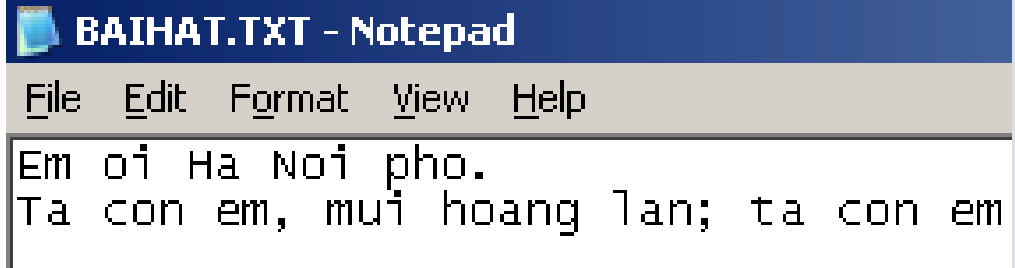 BAIHAT.TXT - Notepad
File Edit Format View Help
Em oi Ha Noi pho.
Ta con em, mui hoang lan; ta con em